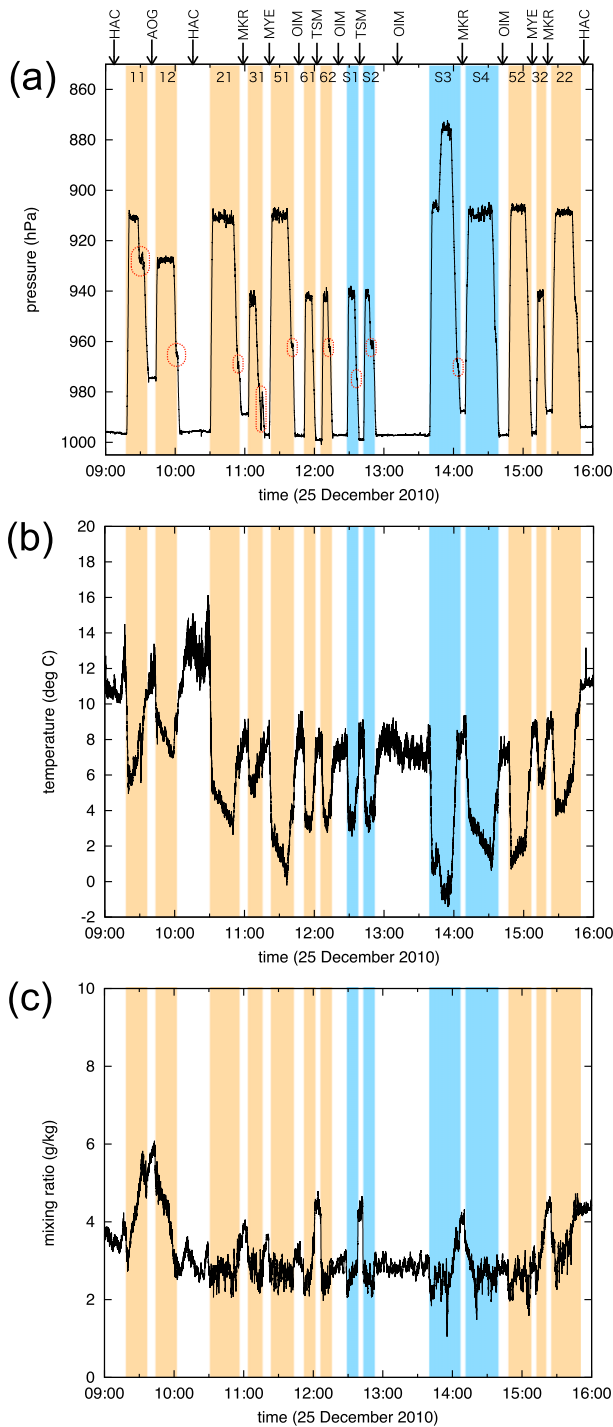 HAC AOG HAC MKR MYE OIM TSM OIM TSM OIM MKR OIM MYE MKR HAC
(a)
11 12 21 31 51 61 62 S1 S2 S3 S4 52 32 22
850
860
880
900
920
940
960
980
1000
pressure (hPa)
09:00 10:00 11:00 12:00 13:00 14:00 15:00 16:00
time (25 December 2010)
(b)
20
18
16
14
12
10
8
6
4
2
0
-2
temperature (deg C)
09:00 10:00 11:00 12:00 13:00 14:00 15:00 16:00
time (25 December 2010)
(c)
10
8
6
4
2
0
mixing ratio (g/kg)
09:00 10:00 11:00 12:00 13:00 14:00 15:00 16:00
time (25 December 2010)